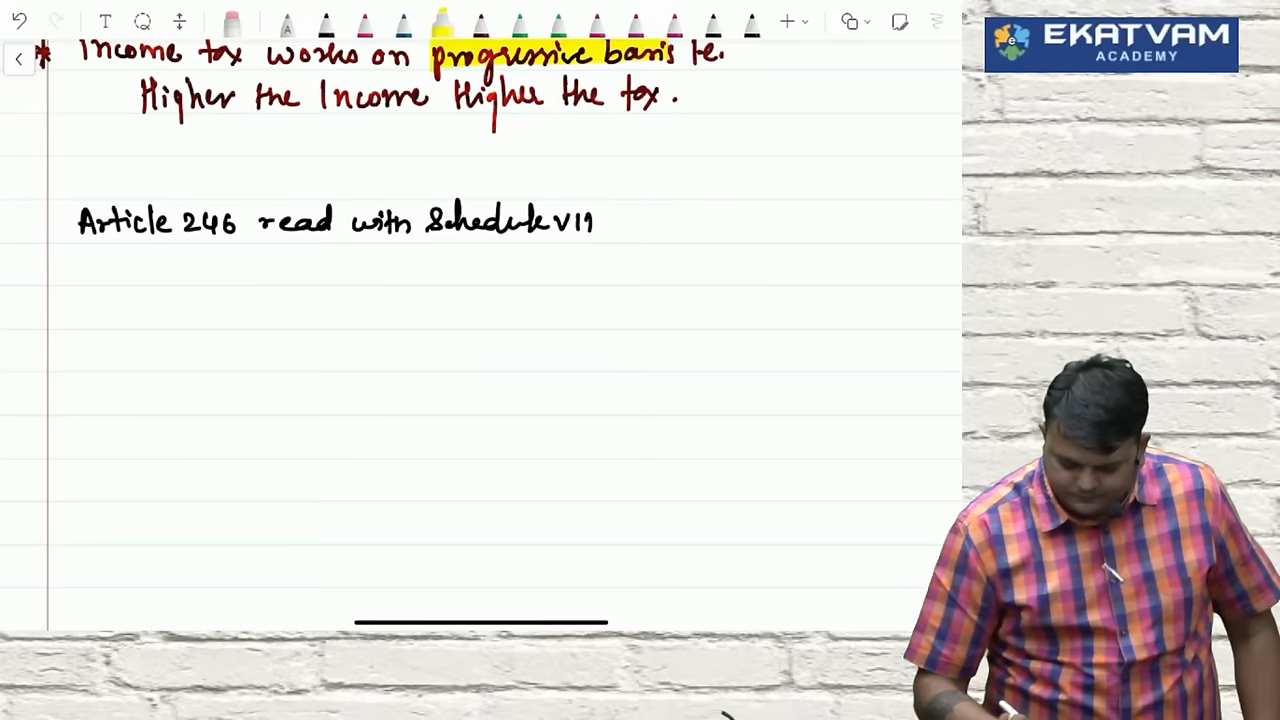 * Income tax works on progressive basis ie.
Higher the Income Higher the tax.
Article 246 read with Schedule VII
EKATVAM
ACADEMY